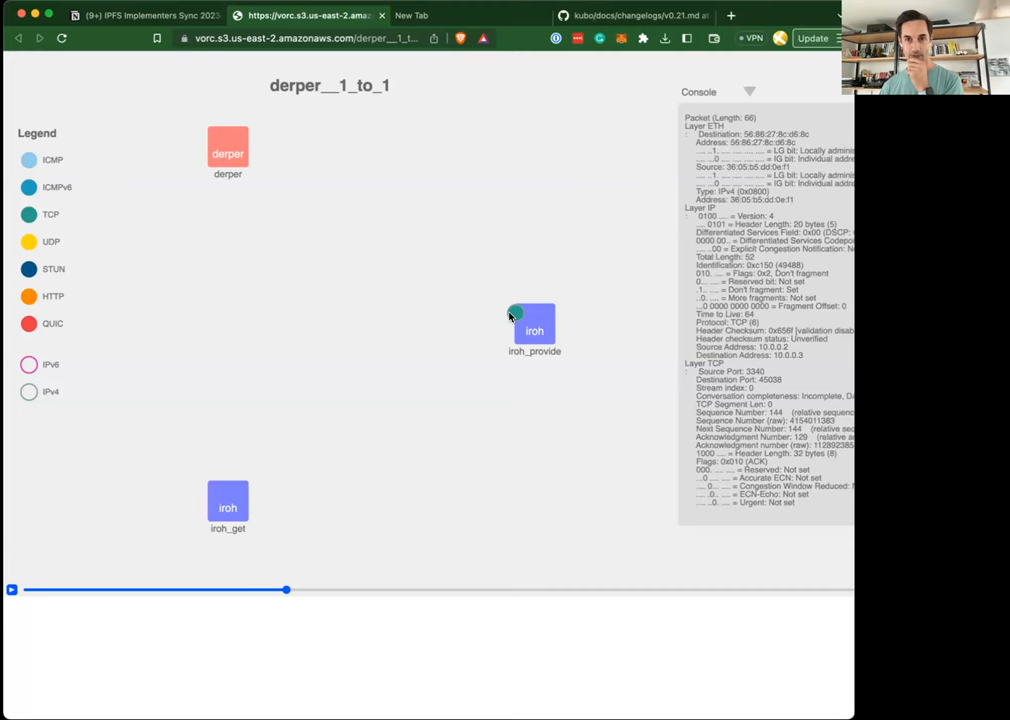 (9+) IPFS Implementers Sync 2023
https://vorc.s3.us-east-2.amaz
New Tab
kubo/docs/changelogs/v0.21.md at
vorc.s3.us-east-2.amazonaws.com/derper__1_t...
VPN
Update
derper__1_to_1
Legend
ICMP
ICMPv6
TCP
UDP
STUN
HTTP
QUIC
IPv6
IPv4
derper
derper
iroh
iroh_provide
iroh
iroh_get
Console
Packet (Length: 66)
Layer ETH
: Destination: 56:86:27:8c:d6:8c
Address: 56:86:27:8c:d6:8c
.... ..1. .... .... .... .... = LG bit: Locally adminis
.... ...0 .... .... .... .... = IG bit: Individual addre
Source: 36:05:b5:dd:0e:f1
.... ..1. .... .... .... .... = LG bit: Locally adminis
.... ...0 .... .... .... .... = IG bit: Individual addre
Type: IPv4 (0x0800)
Address: 36:05:b5:dd:0e:f1
Layer IP
: 0100 .... = Version: 4
.... 0101 = Header Length: 20 bytes (5)
Differentiated Services Field: 0x00 (DSCP:
0000 00.. = Differentiated Services Codepo
.... ..00 = Explicit Congestion Notification: N
Total Length: 52
Identification: 0xc150 (49488)
010. .... = Flags: 0x2, Don't fragment
0... .... = Reserved bit: Not set
.1.. .... = Don't fragment: Set
..0. .... = More fragments: Not set
...0 0000 0000 0000 = Fragment Offset: 0
Time to Live: 64
Protocol: TCP (6)
Header Checksum: 0x656f [validation disab
Header checksum status: Unverified
Source Address: 10.0.0.2
Destination Address: 10.0.0.3
Layer TCP
: Source Port: 3340
Destination Port: 45038
Stream index: 0
Conversation completeness: Incomplete, DA
TCP Segment Len: 0
Sequence Number: 144 (relative sequenc
Sequence Number (raw): 4154011383
Next Sequence Number: 144 (relative se
Acknowledgment Number: 129 (relative a
Acknowledgment number (raw): 112892385
1000 .... = Header Length: 32 bytes (8)
Flags: 0x010 (ACK)
000. .... .... = Reserved: Not set
...0 .... .... = Accurate ECN: Not set
.... 0... .... = Congestion Window Reduced: N
.... .0.. .... = ECN-Echo: Not set
.... ..0. .... = Urgent: Not set